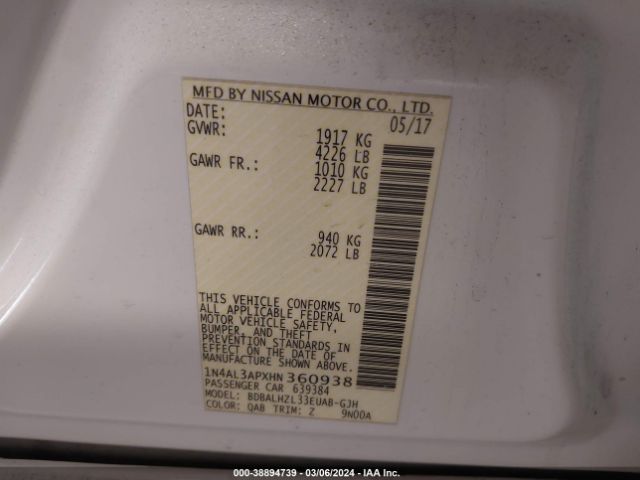 MFD BY NISSAN MOTOR CO., LTD.
DATE: 05/17
GVWR: 1917 KG
4226 LB
GAWR FR.: 1010 KG
2227 LB
GAWR RR.: 940 KG
2072 LB
THIS VEHICLE CONFORMS TO
ALL APPLICABLE FEDERAL
MOTOR VEHICLE SAFETY,
BUMPER, AND THEFT
PREVENTION STANDARDS IN
EFFECT ON THE DATE OF
MANUFACTURE SHOWN ABOVE.
1N4AL3APXHN 360938
PASSENGER CAR 639384
MODEL: BDBALHZL33EUAB-GJH
COLOR: QAB TRIM: Z 9N00A
000-38894739 - 03/06/2024 - IAA Inc.